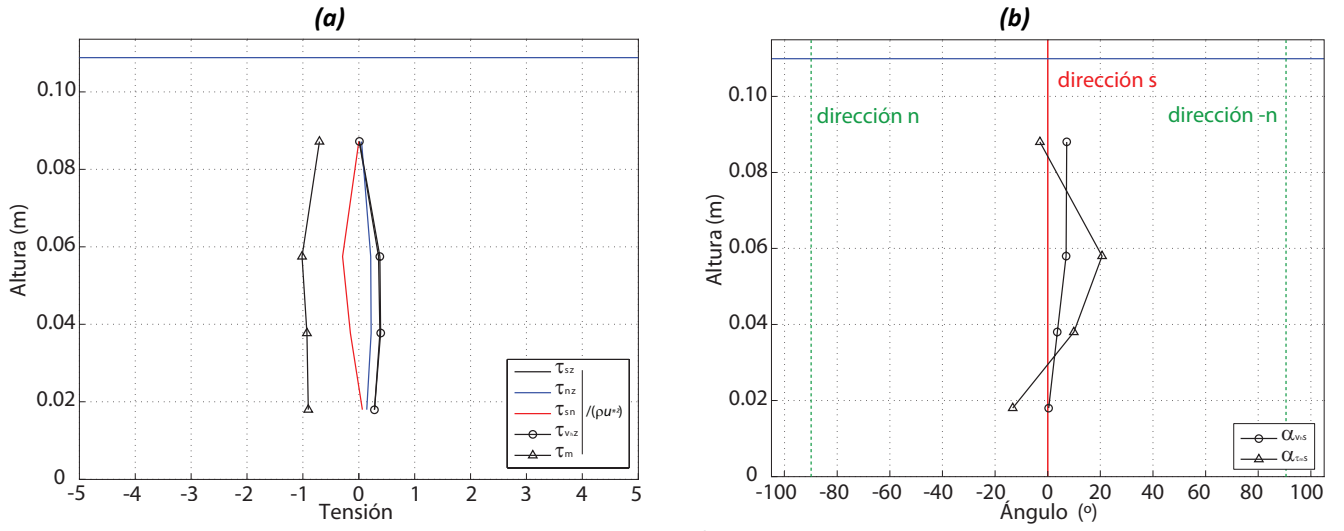 (a)
Altura (m)
0.10
0.08
0.06
0.04
0.02
0
-5
-4
-3
-2
-1
0
1
2
3
4
5
Tensión
τsz
τnz
τsn
τvhz
τm
/(ρu*²)
(b)
Altura (m)
0.10
0.08
0.06
0.04
0.02
0
-100
-80
-60
-40
-20
0
20
40
60
80
100
Ángulo (º)
dirección s
dirección n
dirección -n
αvhs